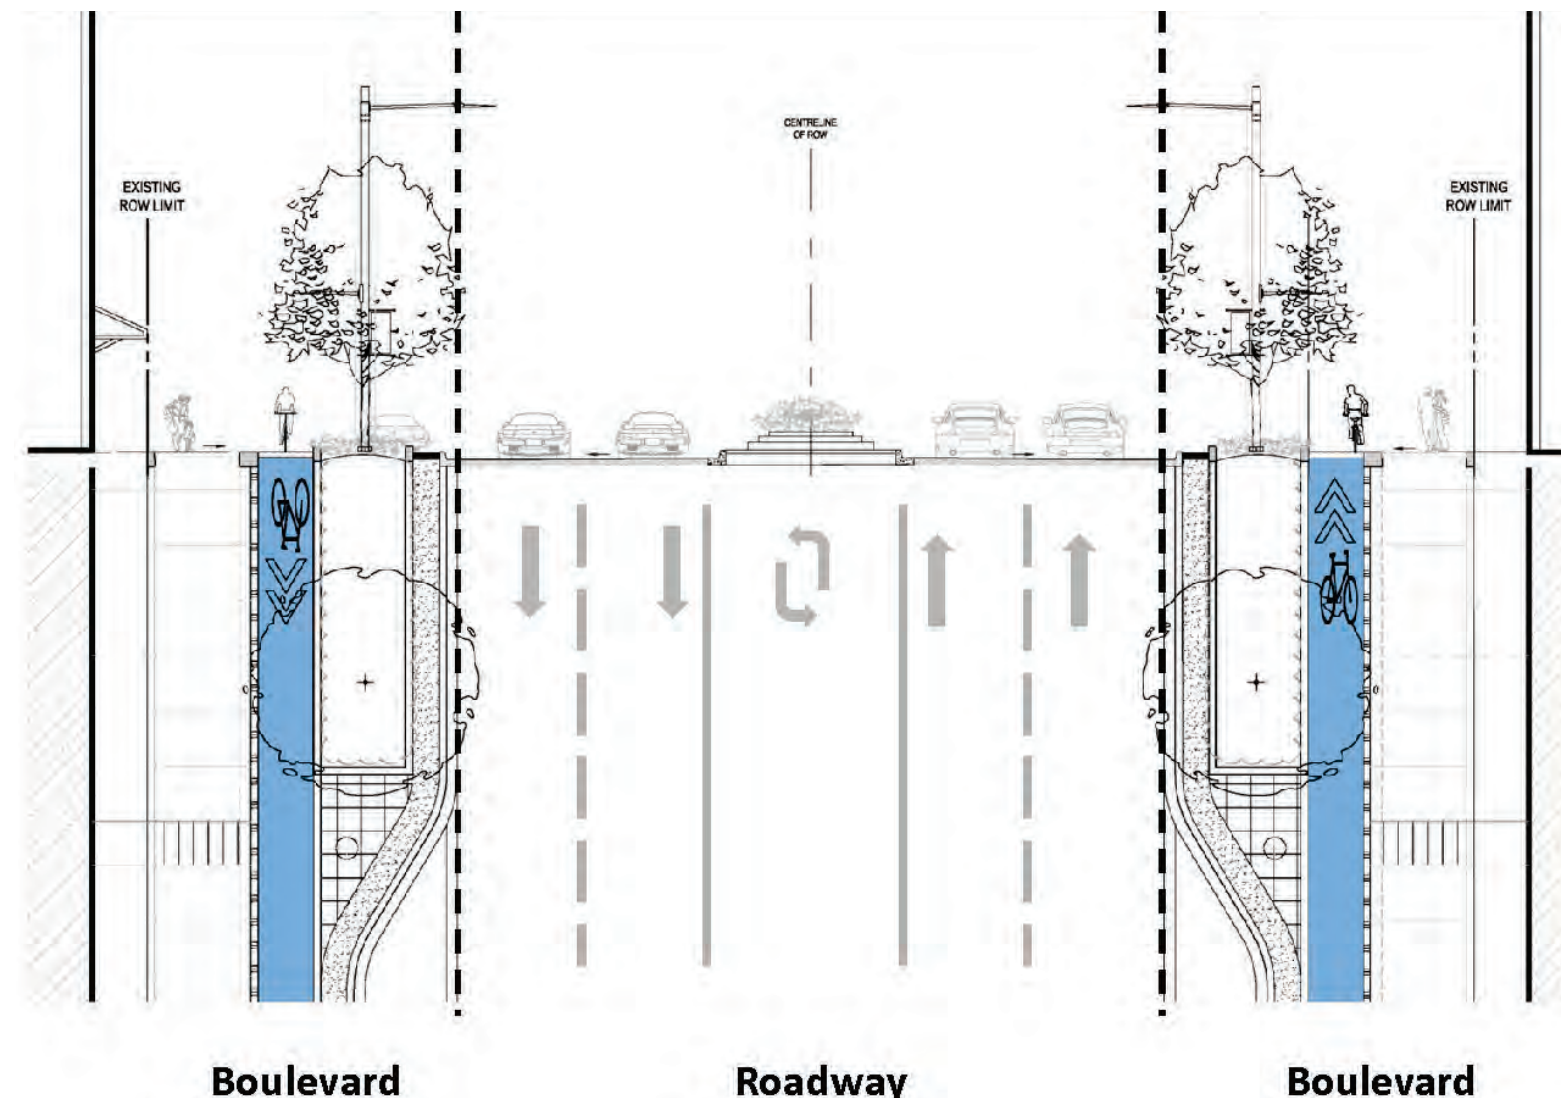 CENTRELINE
OF ROW
EXISTING
ROW LIMIT
EXISTING
ROW LIMIT
Boulevard
Roadway
Boulevard